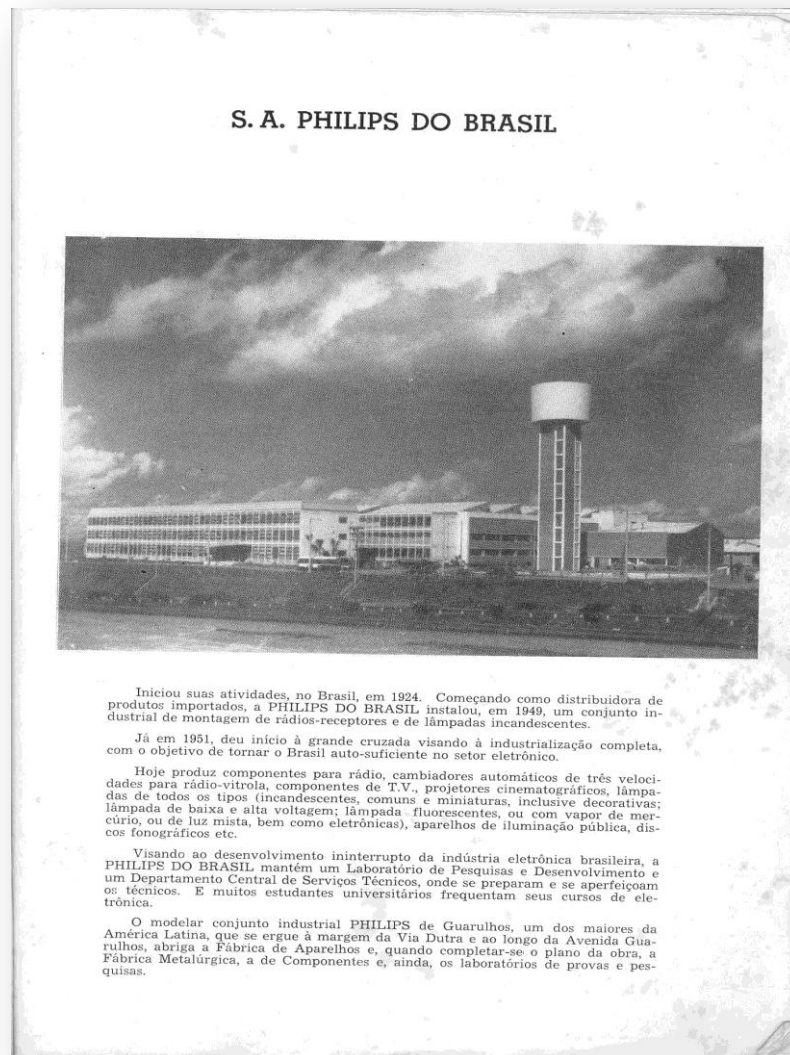 S. A. PHILIPS DO BRASIL
Iniciou suas atividades, no Brasil, em 1924. Começando como distribuidora de
produtos importados, a PHILIPS DO BRASIL instalou, em 1949, um conjunto in-
dustrial de montagem de rádios-receptores e de lâmpadas incandescentes.
Já em 1951, deu início à grande cruzada visando à industrialização completa,
com o objetivo de tornar o Brasil auto-suficiente no setor eletrônico.
Hoje produz componentes para rádio, cambiadores automáticos de três veloci-
dades para rádio-vitrola, componentes de T.V., projetores cinematográficos, lâmpa-
das de todos os tipos (incandescentes, comuns e miniaturas, inclusive decorativas;
lâmpada de baixa e alta voltagem; lâmpada fluorescentes, ou com vapor de mer-
cúrio, ou de luz mista, bem como eletrônicas), aparelhos de iluminação pública, dis-
cos fonográficos etc.
Visando ao desenvolvimento ininterrupto da indústria eletrônica brasileira, a
PHILIPS DO BRASIL mantém um Laboratório de Pesquisas e Desenvolvimento e
um Departamento Central de Serviços Técnicos, onde se preparam e se aperfeiçoam
os técnicos. E muitos estudantes universitários frequentam seus cursos de ele-
trônica.
O modelar conjunto industrial PHILIPS de Guarulhos, um dos maiores da
América Latina, que se ergue à margem da Via Dutra e ao longo da Avenida Gua-
rulhos, abriga a Fábrica de Aparelhos e, quando completar-se o plano da obra, a
Fábrica Metalúrgica, a de Componentes e, ainda, os laboratórios de provas e pes-
quisas.